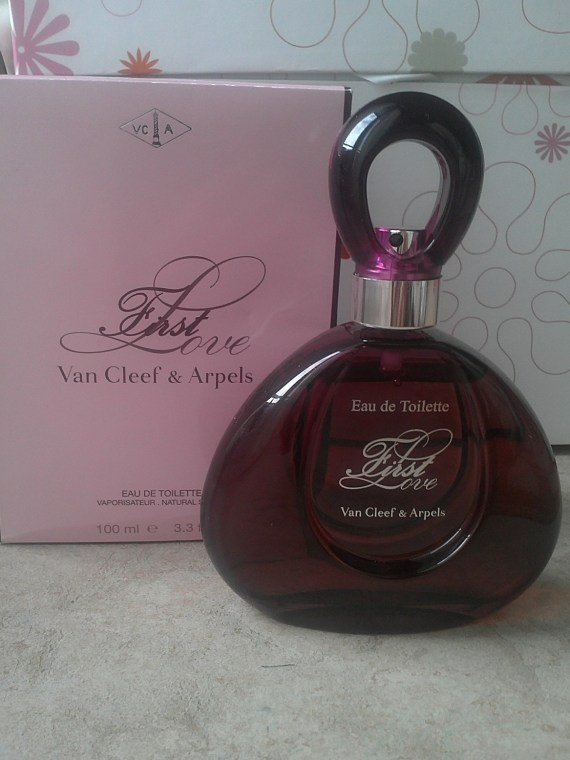 VC A
First
Love
Van Cleef & Arpels
EAU DE TOILETTE
VAPORISATEUR . NATURAL
100 ml e 3.3
Eau de Toilette
First
Love
Van Cleef & Arpels